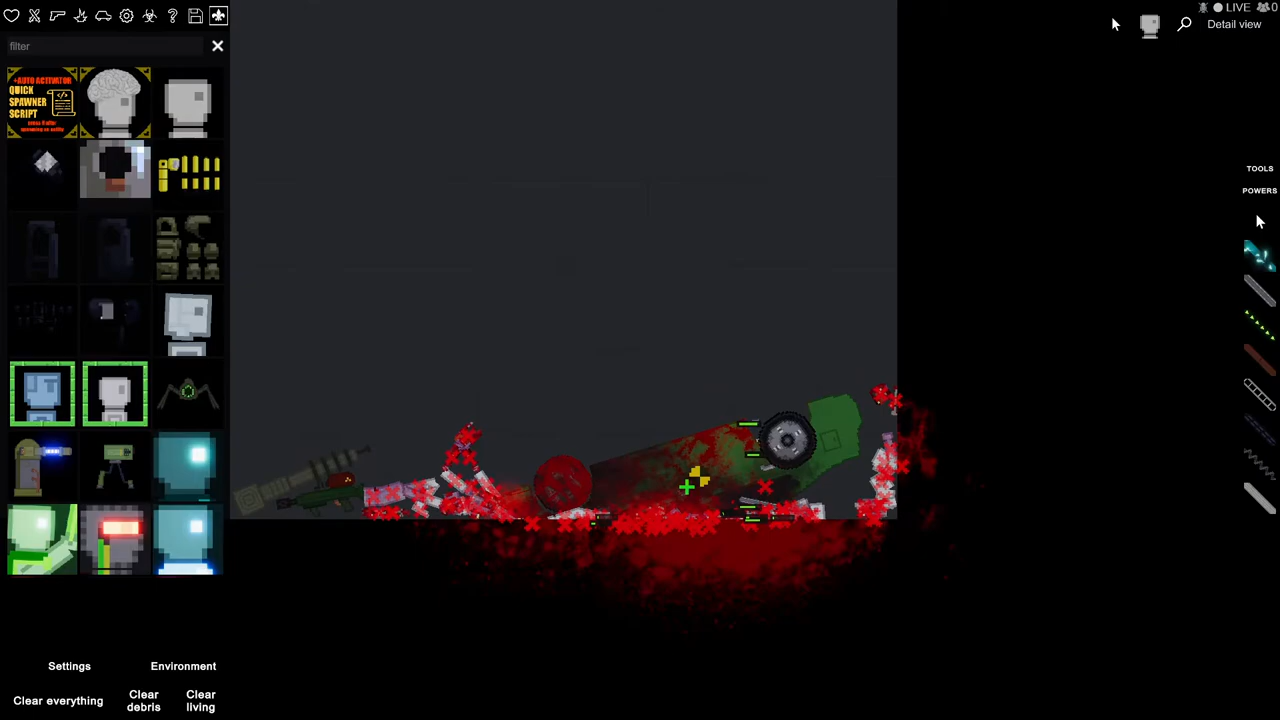 LIVE 0
Detail view
filter
+AUTO ACTIVATOR
QUICK
SPAWNER
SCRIPT
TOOLS
POWERS
Settings
Environment
Clear everything
Clear
debris
Clear
living